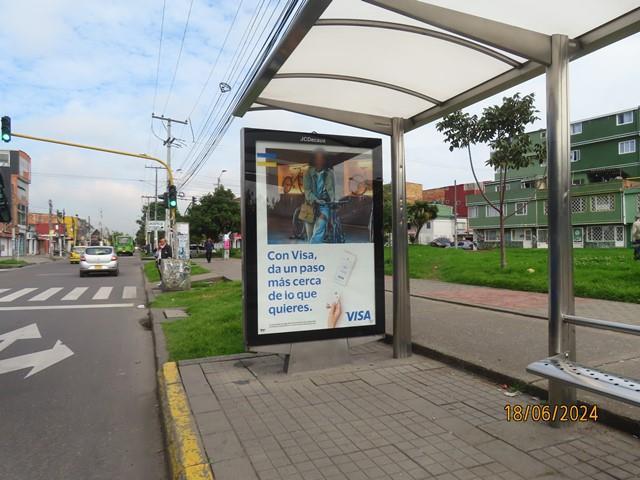 JCDecaux
Con Visa,
da un paso
más cerca
de lo que
quieres.
VISA
18/06/2024